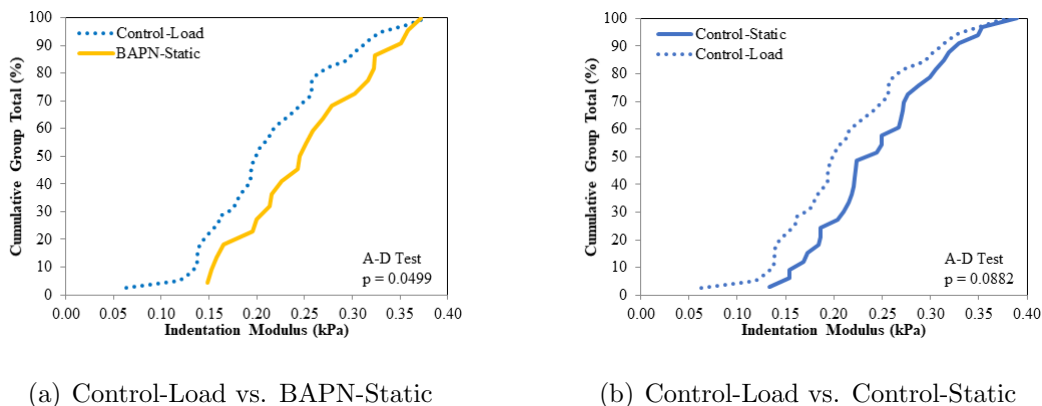 100
90
80
70
60
50
40
30
20
10
0
Cumulative Group Total (%)
Control-Load
BAPN-Static
A-D Test
p = 0.0499
0.00 0.05 0.10 0.15 0.20 0.25 0.30 0.35 0.40
Indentation Modulus (kPa)
(a) Control-Load vs. BAPN-Static
100
90
80
70
60
50
40
30
20
10
0
Cumulative Group Total (%)
Control-Static
Control-Load
A-D Test
p = 0.0882
0.00 0.05 0.10 0.15 0.20 0.25 0.30 0.35 0.40
Indentation Modulus (kPa)
(b) Control-Load vs. Control-Static